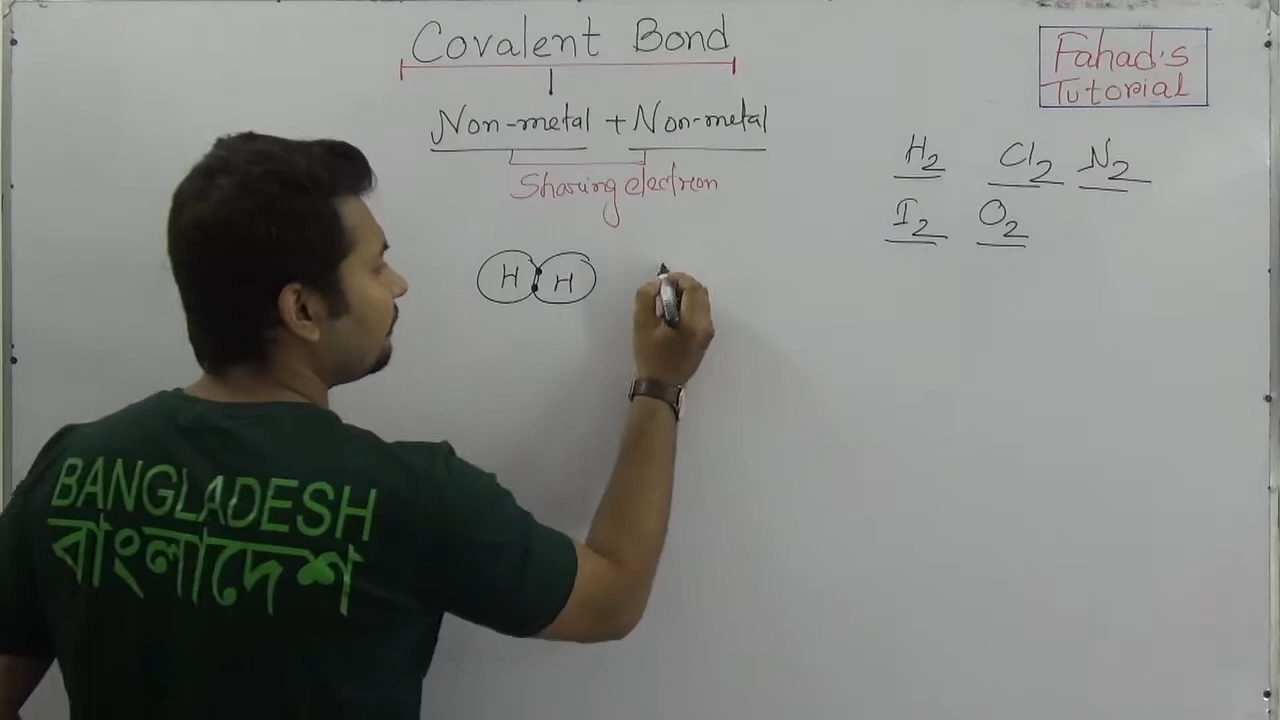 Covalent Bond
Non-metal + Non-metal
Sharing electron
H H
Fahad's
Tutorial
H2 Cl2 N2
I2 O2
BANGLADESH
বাংলাদেশ